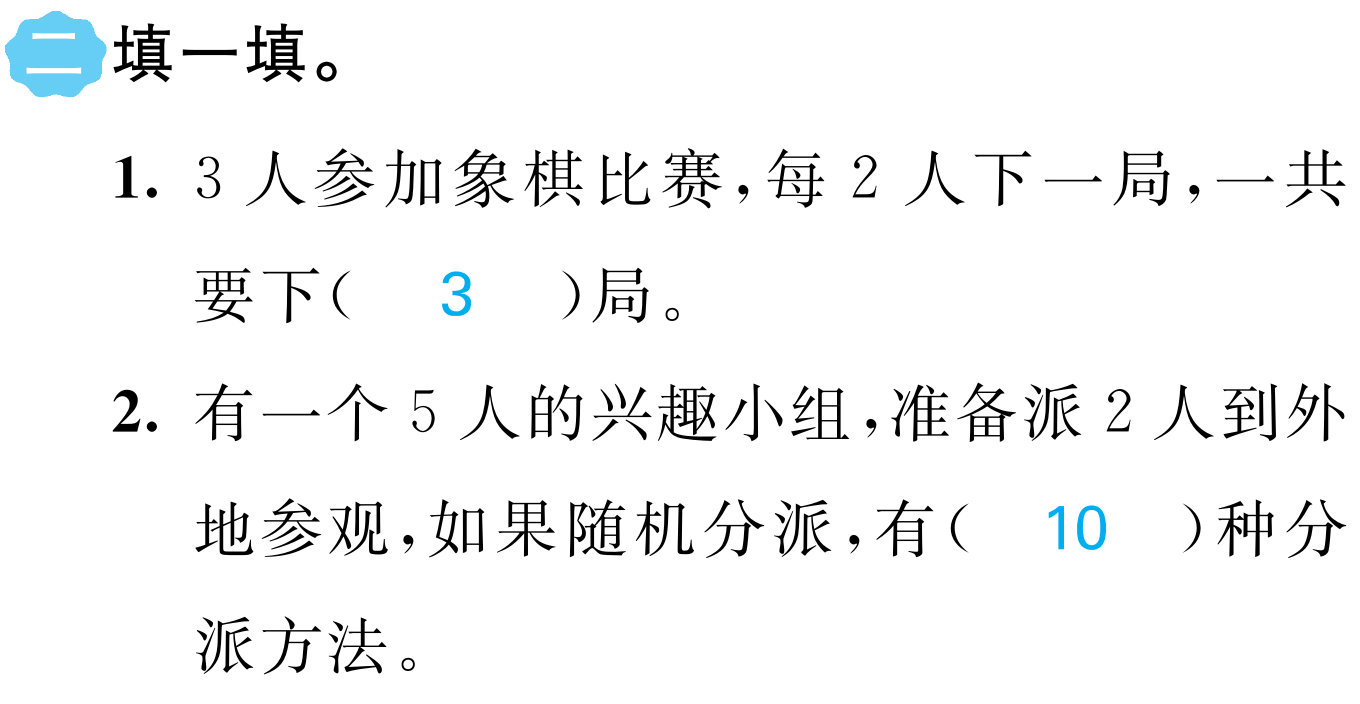 二 填一填。
1. 3 人参加象棋比赛,每 2 人下一局,一共
要下( 3 )局。
2. 有一个 5 人的兴趣小组,准备派 2 人到外
地参观,如果随机分派,有( 10 )种分
派方法。